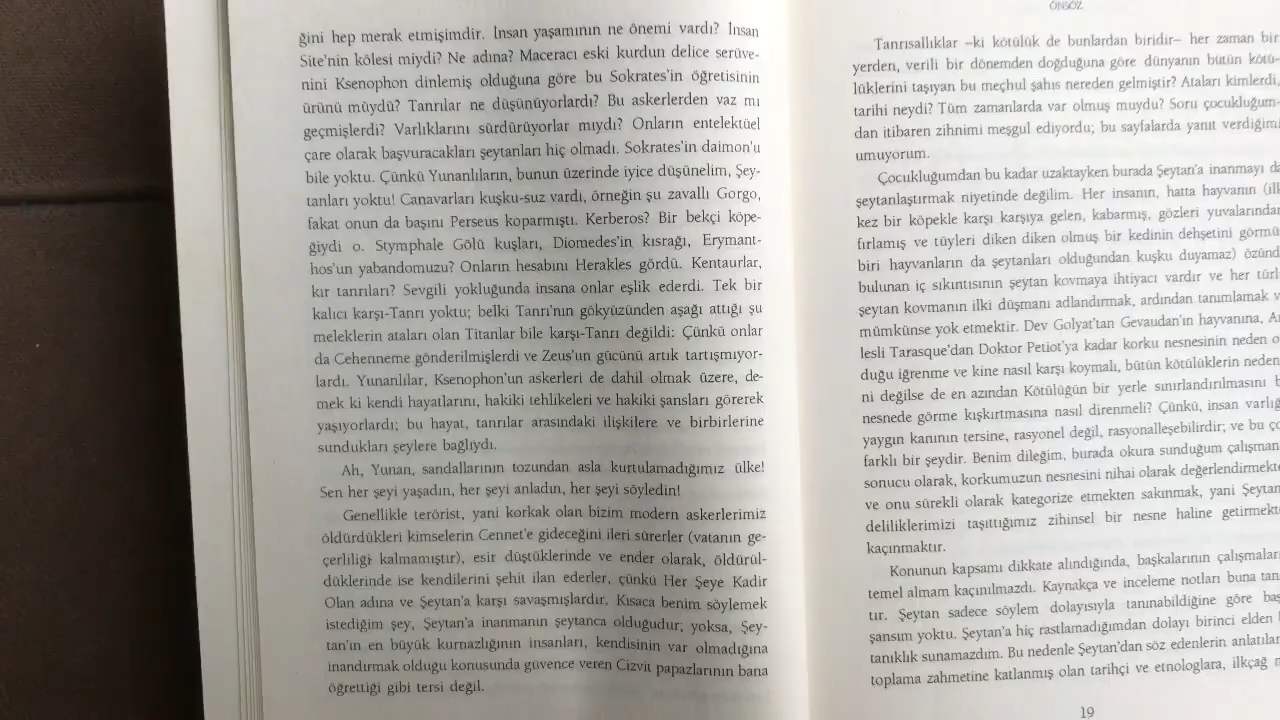 ğini hep merak etmişimdir. İnsan yaşamının ne önemi vardı? İnsan
Site'nin kölesi miydi? Ne adına? Maceracı eski kurdun delice serüve-
nini Ksenophon dinlemiş olduğuna göre bu Sokrates'in öğretisinin
ürünü müydü? Tanrılar ne düşünüyorlardı? Bu askerlerden vaz mı
geçmişlerdi? Varlıklarını sürdürüyorlar mıydı? Onların entelektüel
çare olarak başvuracakları şeytanları hiç olmadı. Sokrates'in daimon'u
bile yoktu. Çünkü Yunanlıların, bunun üzerinde iyice düşünelim, Şey-
tanları yoktu! Canavarları kuşku-suz vardı, örneğin şu zavallı Gorgo,
fakat onun da başını Perseus koparmıştı. Kerberos? Bir bekçi köpe-
ğiydi o. Stymphale Gölü kuşları, Diomedes'in kısrağı, Erymant-
hos'un yabandomuzu? Onların hesabını Herakles gördü. Kentaurlar,
kır tanrıları? Sevgili yokluğunda insana onlar eşlik ederdi. Tek bir
kalıcı karşı-Tanrı yoktu; belki Tanrı'nın gökyüzünden aşağı attığı şu
meleklerin ataları olan Titanlar bile karşı-Tanrı değildi: Çünkü onlar
da Cehenneme gönderilmişlerdi ve Zeus'un gücünü artık tartışmıyor-
lardı. Yunanlılar, Ksenophon'un askerleri de dahil olmak üzere, de-
mek ki kendi hayatlarını, hakiki tehlikeleri ve hakiki şansları görerek
yaşıyorlardı; bu hayat, tanrılar arasındaki ilişkilere ve birbirlerine
sundukları şeylere bağlıydı.
Ah, Yunan, sandallarının tozundan asla kurtulamadığımız ülke!
Sen her şeyi yaşadın, her şeyi anladın, her şeyi söyledin!
Genellikle terörist, yani korkak olan bizim modern askerlerimiz
öldürdükleri kimselerin Cennet'e gideceğini ileri sürerler (vatanın ge-
çerliliği kalmamıştır), esir düştüklerinde ve ender olarak, öldürül-
düklerinde ise kendilerini şehit ilan ederler, çünkü Her Şeye Kadir
Olan adına ve Şeytan'a karşı savaşmışlardır. Kısaca benim söylemek
istediğim şey, Şeytan'a inanmanın şeytanca olduğudur; yoksa, Şey-
tan'ın en büyük kurnazlığının insanları, kendisinin var olmadığına
inandırmak olduğu konusunda güvence veren Cizvit papazlarının bana
öğrettiği gibi tersi değil.
ÖNSÖZ
Tanrısallıklar –ki kötülük de bunlardan biridir– her zaman bir
yerden, verili bir dönemden doğduğuna göre dünyanın bütün kötü-
lüklerini taşıyan bu meçhul şahıs nereden gelmiştir? Ataları kimlerdi,
tarihi neydi? Tüm zamanlarda var olmuş muydu? Soru çocukluğum-
dan itibaren zihnimi meşgul ediyordu; bu sayfalarda yanıt verdiğimi
umuyorum.
Çocukluğumdan bu kadar uzaktayken burada Şeytan'a inanmayı da
şeytanlaştırmak niyetinde değilim. Her insanın, hatta hayvanın (ilk
kez bir köpekle karşı karşıya gelen, kabarmış, gözleri yuvalarından
fırlamış ve tüyleri diken diken olmuş bir kedinin dehşetini görmü
biri hayvanların da şeytanları olduğundan kuşku duyamaz) özünd
bulunan iç sıkıntısının şeytan kovmaya ihtiyacı vardır ve her türl
şeytan kovmanın ilki düşmanı adlandırmak, ardından tanımlamak v
mümkünse yok etmektir. Dev Golyat'tan Gevaudan'ın hayvanına, A
lesli Tarasque'dan Doktor Petiot'ya kadar korku nesnesinin neden o
duğu iğrenme ve kine nasıl karşı koymalı, bütün kötülüklerin neden
ni değilse de en azından Kötülüğün bir yerle sınırlandırılmasını b
nesnede görme kışkırtmasına nasıl direnmeli? Çünkü, insan varlığ
yaygın kanının tersine, rasyonel değil, rasyonalleşebilirdir; ve bu ço
farklı bir şeydir. Benim dileğim, burada okura sunduğum çalışman
sonucu olarak, korkumuzun nesnesini nihai olarak değerlendirmekte
ve onu sürekli olarak kategorize etmekten sakınmak, yani Şeytan
deliliklerimizi taşıttığımız zihinsel bir nesne haline getirmekt
kaçınmaktır.
Konunun kapsamı dikkate alındığında, başkalarının çalışmalar
temel almam kaçınılmazdı. Kaynakça ve inceleme notları buna tan
tır. Şeytan sadece söylem dolayısıyla tanınabildiğine göre baş
şansım yoktu. Şeytan'a hiç rastlamadığımdan dolayı birinci elden
tanıklık sunamazdım. Bu nedenle Şeytan'dan söz edenlerin anlatılar
toplama zahmetine katlanmış olan tarihçi ve etnologlara, ilkçağ
19